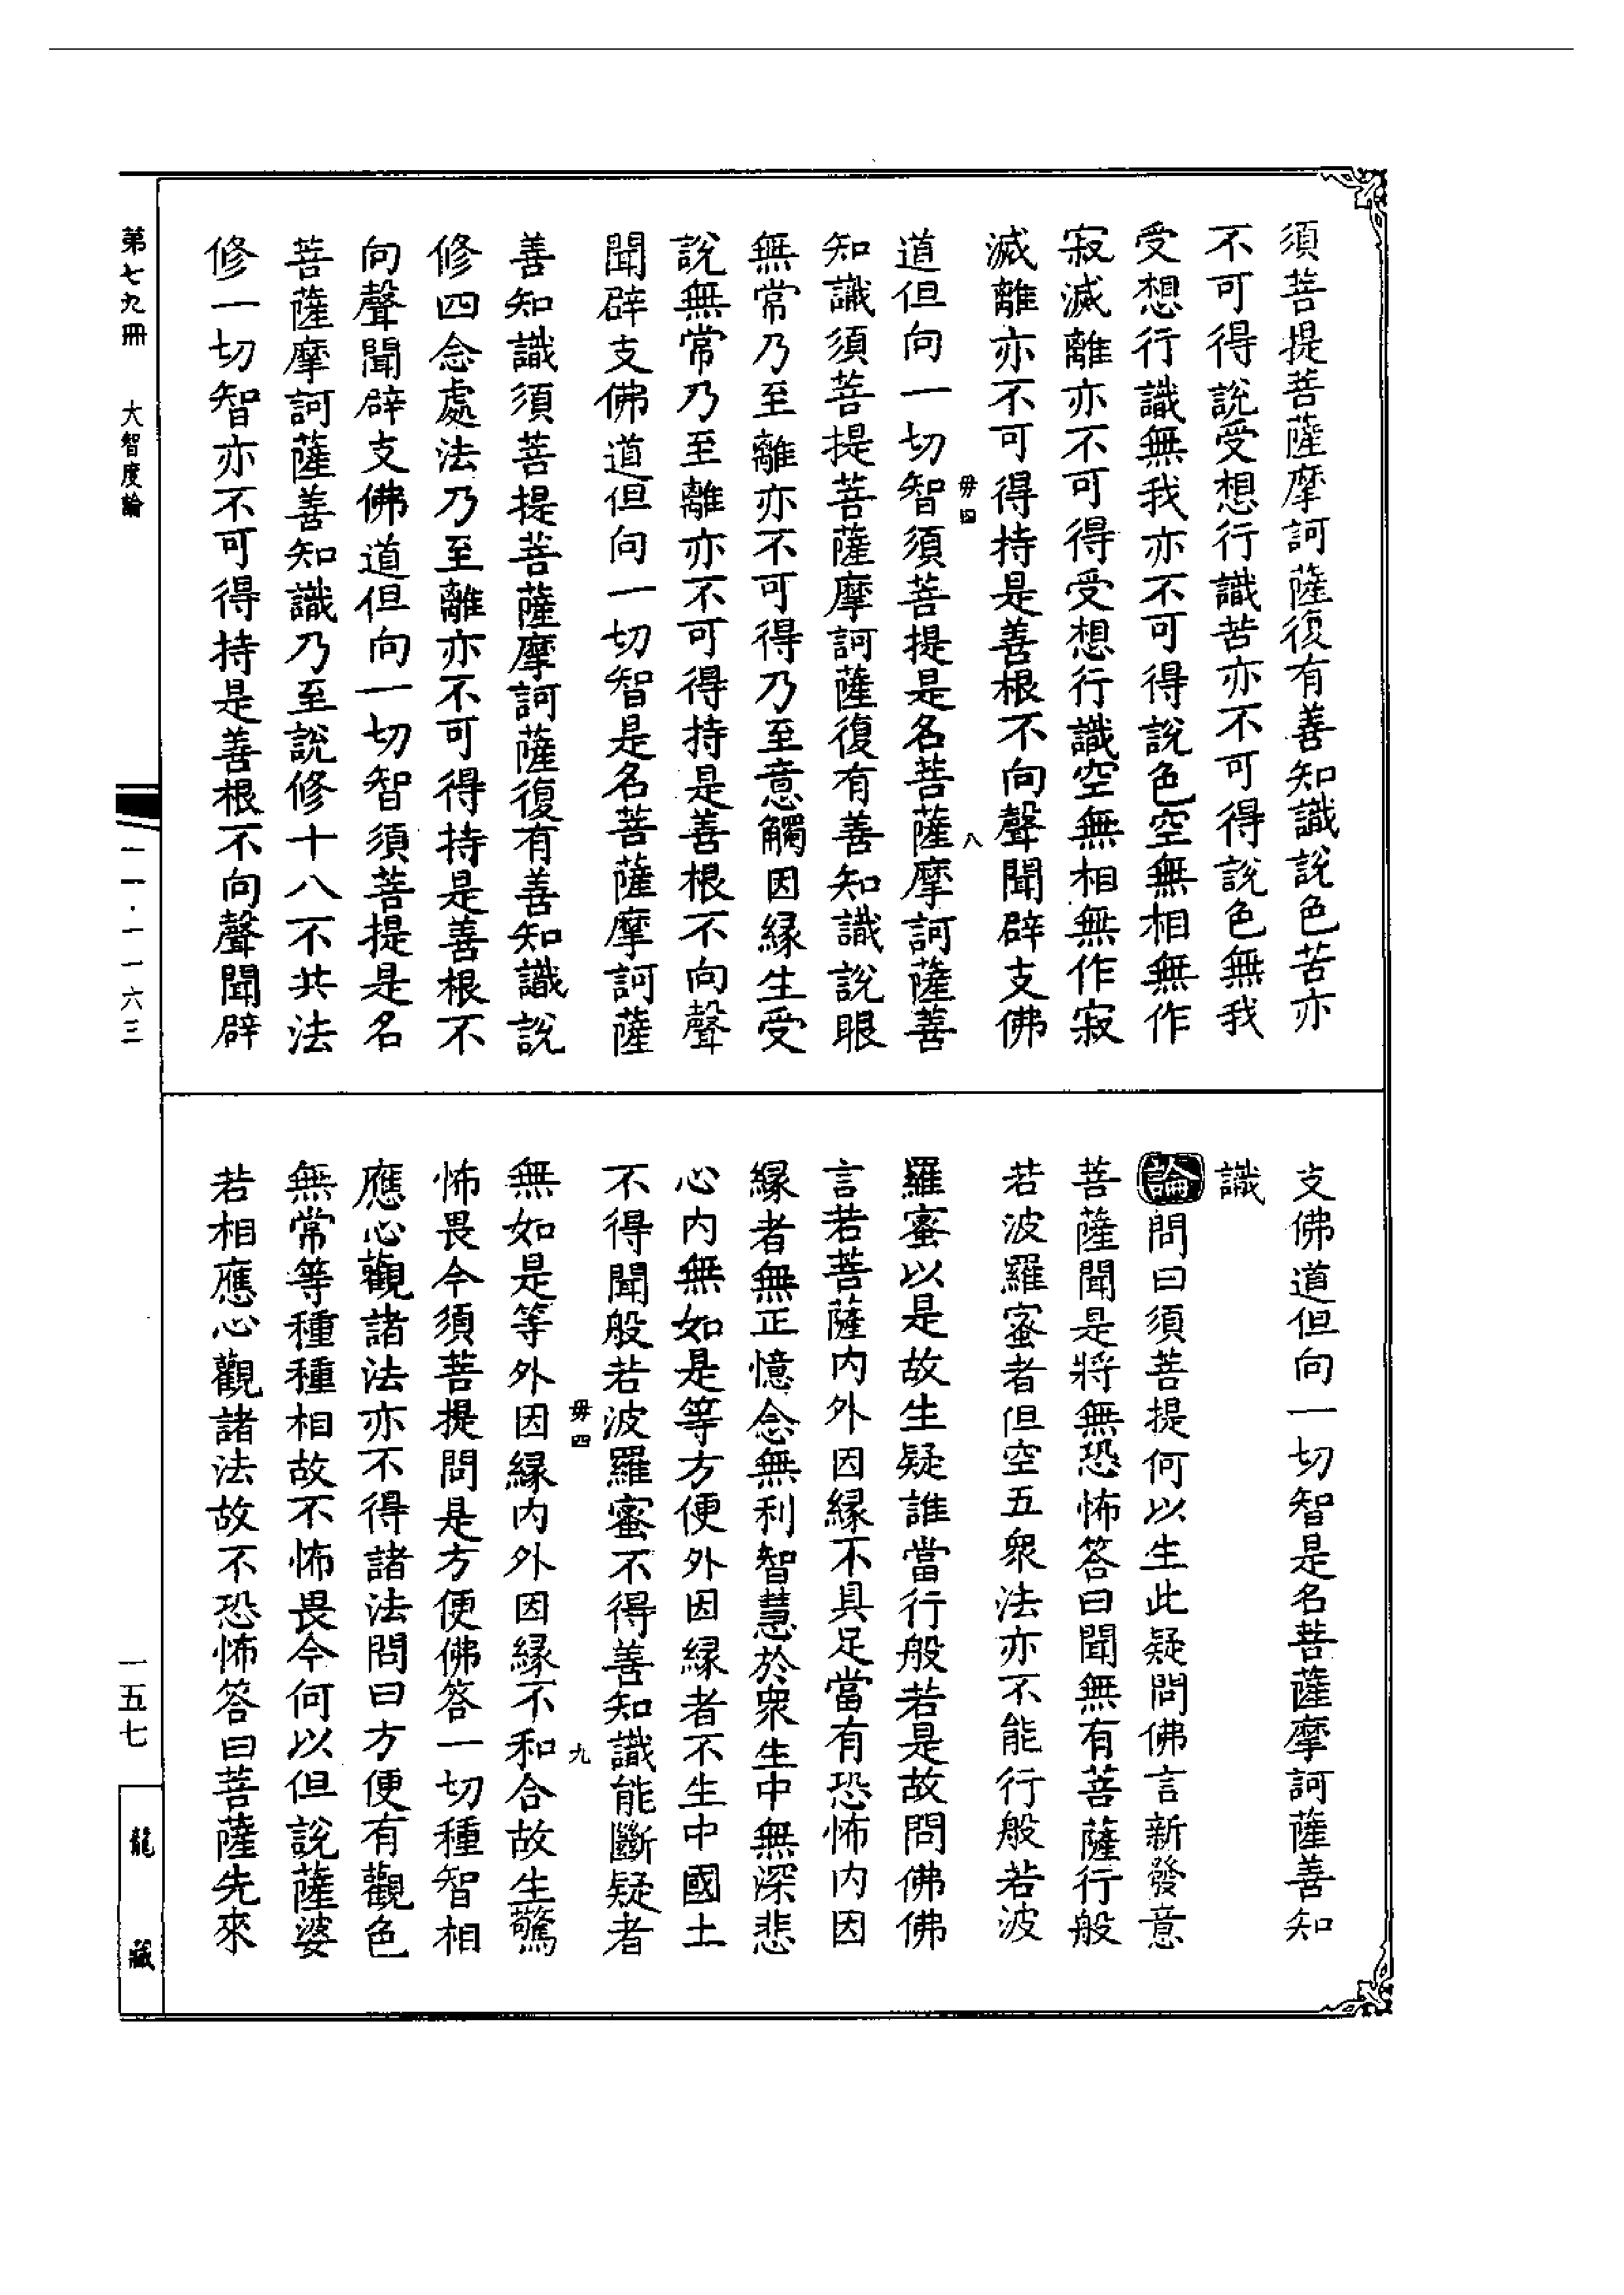 須菩提菩薩摩訶薩復有善知識說色苦亦
不可得說受想行識苦亦不可得說色無我
受想行識無我亦不可得說色空無相無作
寂滅離亦不可得受想行識空無相無作寂
滅離亦不可得持是善根不向聲聞辟支佛
毋四
八
道但向一切智須菩提是名菩薩摩訶薩善
知識須菩提菩薩摩訶薩復有善知識說眼
無常乃至離亦不可得乃至意觸因緣生受
說無常乃至離亦不可得持是善根不向聲
聞辟支佛道但向一切智是名菩薩摩訶薩
善知識須菩提菩薩摩訶薩復有善知識說
修四念處法乃至離亦不可得持是善根不
向聲聞辟支佛道但向一切智須菩提是名
菩薩摩訶薩善知識乃至說修十八不共法
修一切智亦不可得持是善根不向聲聞辟
支佛道但向一切智是名菩薩摩訶薩善知
識
論問曰須菩提何以生此疑問佛言新發意
菩薩聞是將無恐怖答曰聞無有菩薩行般
若波羅蜜者但空五衆法亦不能行般若波
羅蜜以是故生疑誰當行般若是故問佛佛
言若菩薩內外因緣不具足當有恐怖內因
緣者無正憶念無利智慧於衆生中無深悲
心內無如是等方便外因緣者不生中國土
不得聞般若波羅蜜不得善知識能斷疑者
毋四
九
無如是等外因緣內外因緣不和合故生驚
怖畏今須菩提問是方便佛答一切種智相
應心觀諸法亦不得諸法問曰方便有觀色
無常等種種相故不怖畏今何以但說薩婆
若相應心觀諸法故不恐怖答曰菩薩先來
第七九冊
大智度論
一一·一一六三
一五七
龍藏